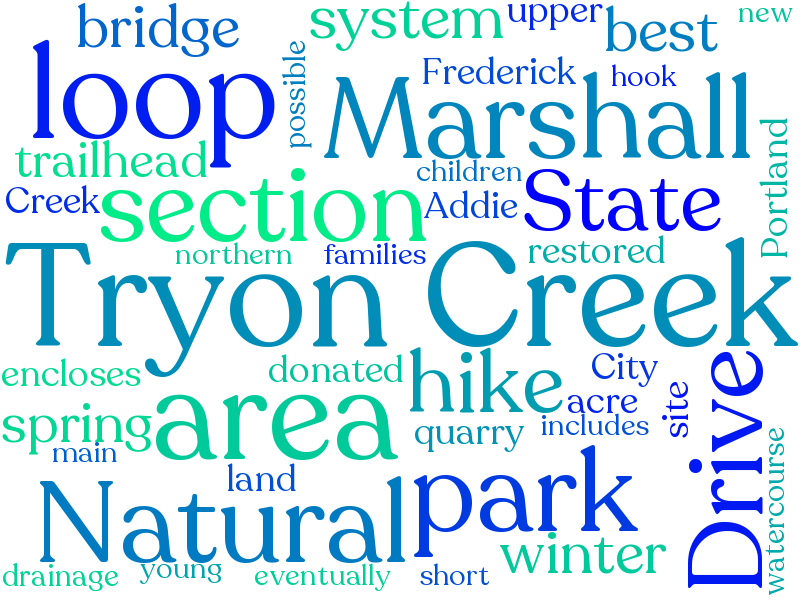 bridge
system
upper
best
new
loop
possible
Frederick
hook
Marshall
trailhead
children
Portland
Creek
section
Addie
State
northern
families
restored
Tryon Creek
encloses
donated
hike
City
Drive
spring
area
acre
site
quarry
includes
main
watercourse
land
Natural
park
winter
drainage
young
eventually
short